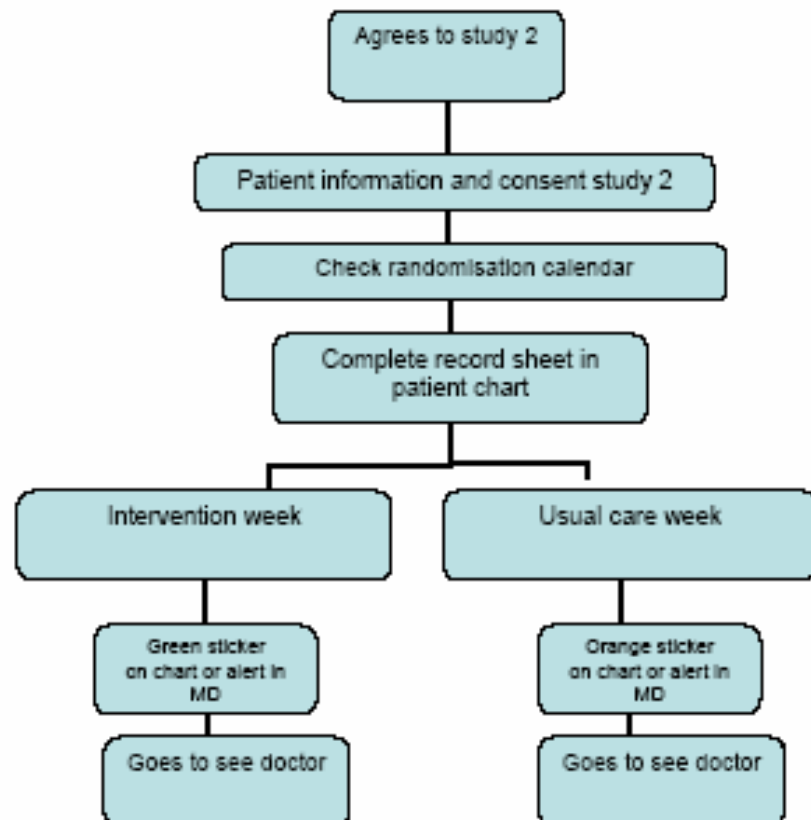 Agrees to study 2
Patient information and consent study 2
Check randomisation calendar
Complete record sheet in
patient chart
Intervention week
Usual care week
Green sticker
on chart or alert in
MD
Orange sticker
on chart or alert in
MD
Goes to see doctor
Goes to see doctor